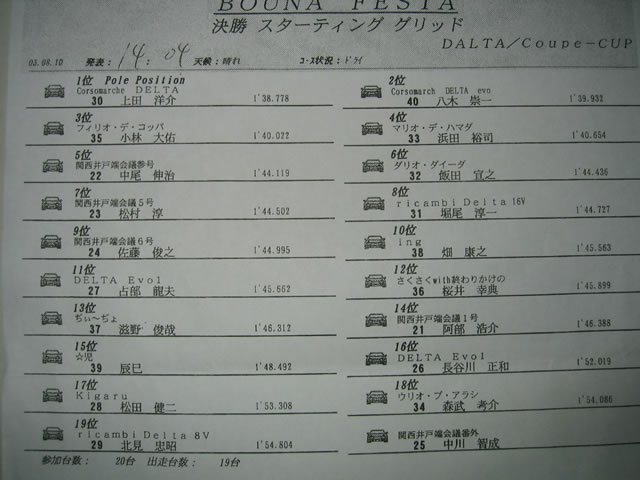 BOUNA FESTA
決勝 スターティング グリッド
DALTA/Coupe-CUP
03.08.10 発表: 14:04 天候:晴れ コース状況:ドライ
1位 Pole Position
Corsomarche DELTA
30 上田 洋介 1'38.778
2位
Corsomarch DELTA evo
40 八木 崇一 1'39.932
3位
フィリオ・デ・コッパ
35 小林 大佑 1'40.022
4位
マリオ・デ・ハマダ
33 浜田 裕司 1'40.654
5位
関西井戸端会議参号
22 中尾 伸治 1'44.119
6位
ダリオ・ダイーダ
32 飯田 宜之 1'44.436
7位
関西井戸端会議5号
23 松村 淳 1'44.502
8位
ricambi Delta 16V
31 堀尾 淳一 1'44.727
9位
関西井戸端会議6号
24 佐藤 俊之 1'44.995
10位
ing
38 畑 康之 1'45.563
11位
DELTA Evo1
27 占部 龍夫 1'45.662
12位
さくさくwith終わりかけの
36 桜井 幸典 1'45.899
13位
ぢぃ～ぢょ
37 滋野 俊哉 1'46.312
14位
関西井戸端会議1号
21 阿部 浩介 1'46.388
15位
☆児
39 辰巳 1'48.492
16位
DELTA Evo1
26 長谷川 正和 1'52.019
17位
Kigaru
28 松田 健二 1'53.308
18位
ウリオ・ブ・アラシ
34 森武 考介 1'54.086
19位
ricambi Delta 8V
29 北見 忠昭 1'54.804
関西井戸端会議番外
25 中川 智成
参加台数: 20台 出走台数: 19台